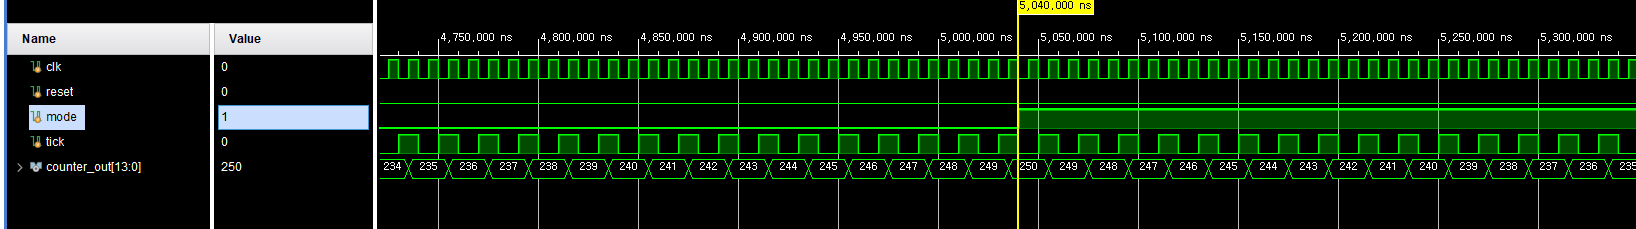 5,040,000 ns
Name Value 4,750,000 ns 4,800,000 ns 4,850,000 ns 4,900,000 ns 4,950,000 ns 5,000,000 ns 5,050,000 ns 5,100,000 ns 5,150,000 ns 5,200,000 ns 5,250,000 ns 5,300,000 ns
clk 0
reset 0
mode 1
tick 0
counter_out[13:0] 250 234 235 236 237 238 239 240 241 242 243 244 245 246 247 248 249 250 249 248 247 246 245 244 243 242 241 240 239 238 237 236 235